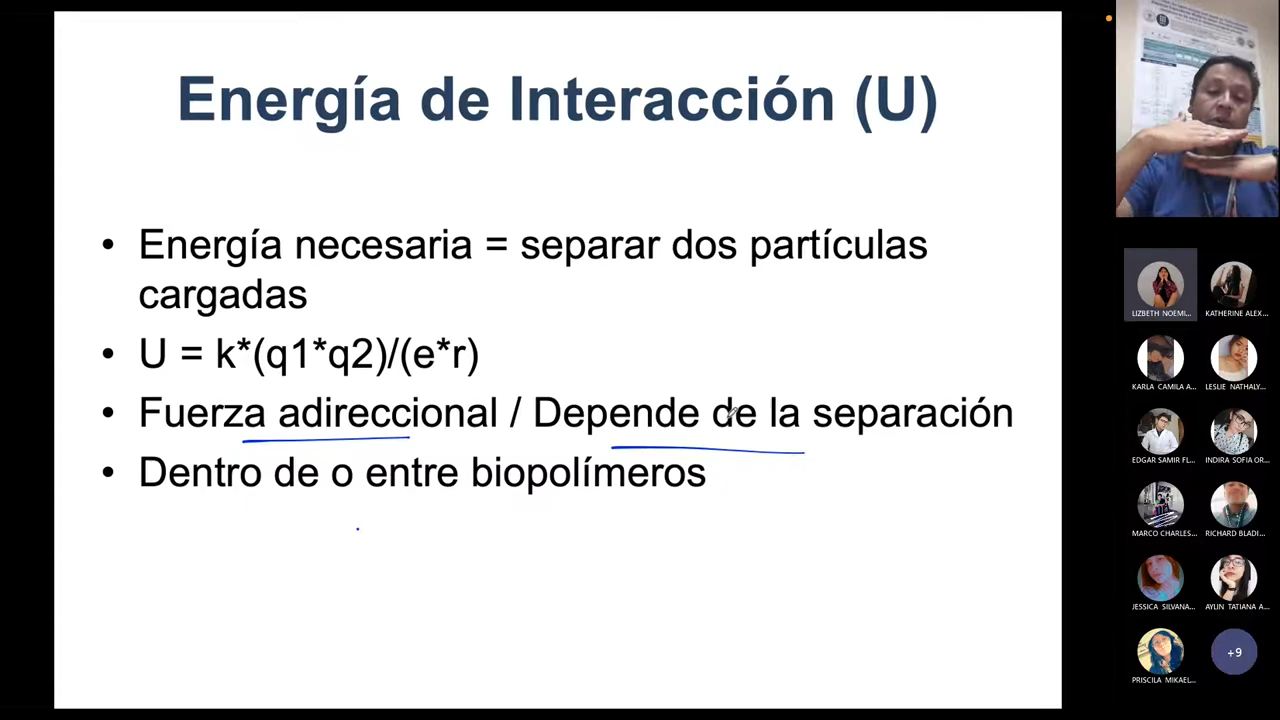 Energía de Interacción (U)
• Energía necesaria = separar dos partículas
cargadas
• U = k*(q1*q2)/(e*r)
• Fuerza adireccional / Depende de la separación
• Dentro de o entre biopolímeros
LIZBETH NOEMI...
KATHERINE ALEX...
KARLA CAMILA A...
LESLIE NATHALY...
EDGAR SAMIR FL...
INDIRA SOFIA OR...
MARCO CHARLES...
RICHARD BLADI...
JESSICA SILVANA...
AYLIN TATIANA A...
PRISCILA MIKAEL...
+9